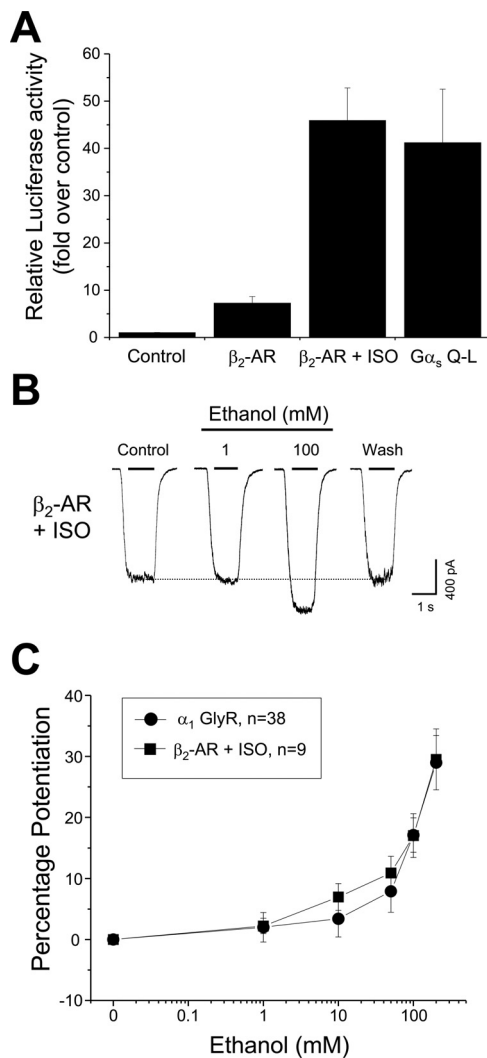 A
Relative Luciferase activity
(fold over control)
60
50
40
30
20
10
0
Control
β2-AR
β2-AR + ISO
Gαs Q-L
B
Ethanol (mM)
Control
1
100
Wash
β2-AR
+ ISO
400 pA
1 s
C
Percentage Potentiation
40
30
20
10
0
-10
α1 GlyR, n=38
β2-AR + ISO, n=9
0
0.1
1
10
100
Ethanol (mM)